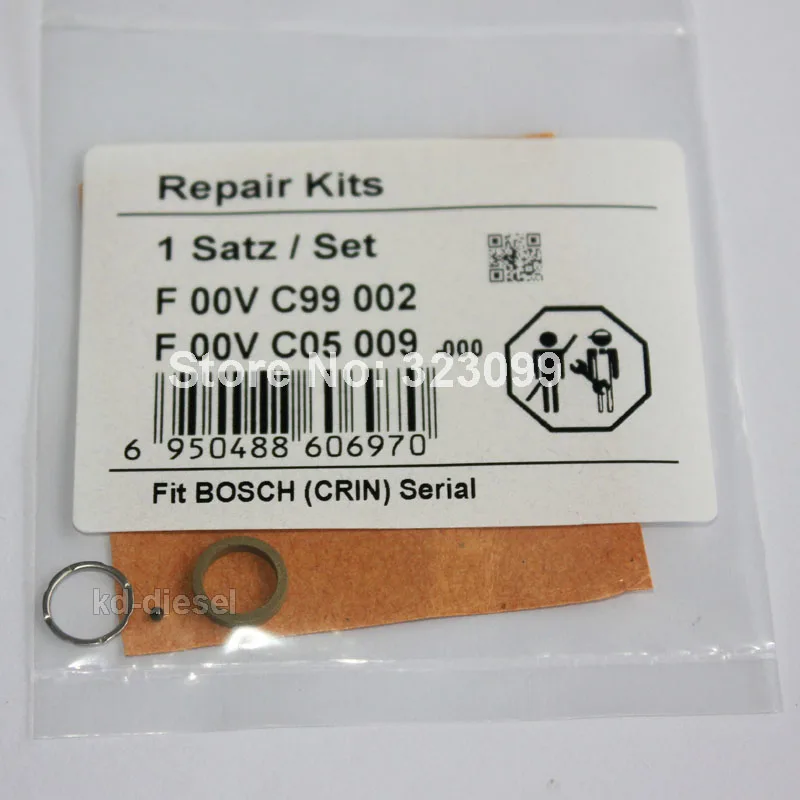 Repair Kits
1 Satz / Set
F 00V C99 002
F 00V C05 009 -000
Store No: 323099
6 950488 606970
Fit BOSCH (CRIN) Serial
kd-diesel